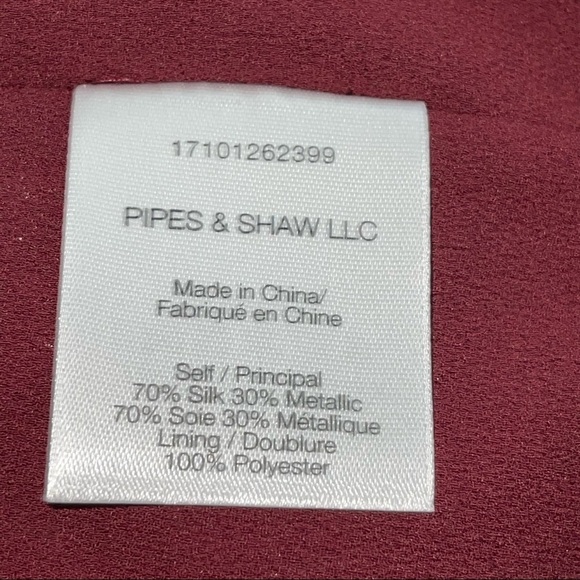 17101262399
PIPES & SHAW LLC
Made in China/
Fabriqué en Chine
Self / Principal
70% Silk 30% Metallic
70% Soie 30% Métallique
Lining / Doublure
100% Polyester